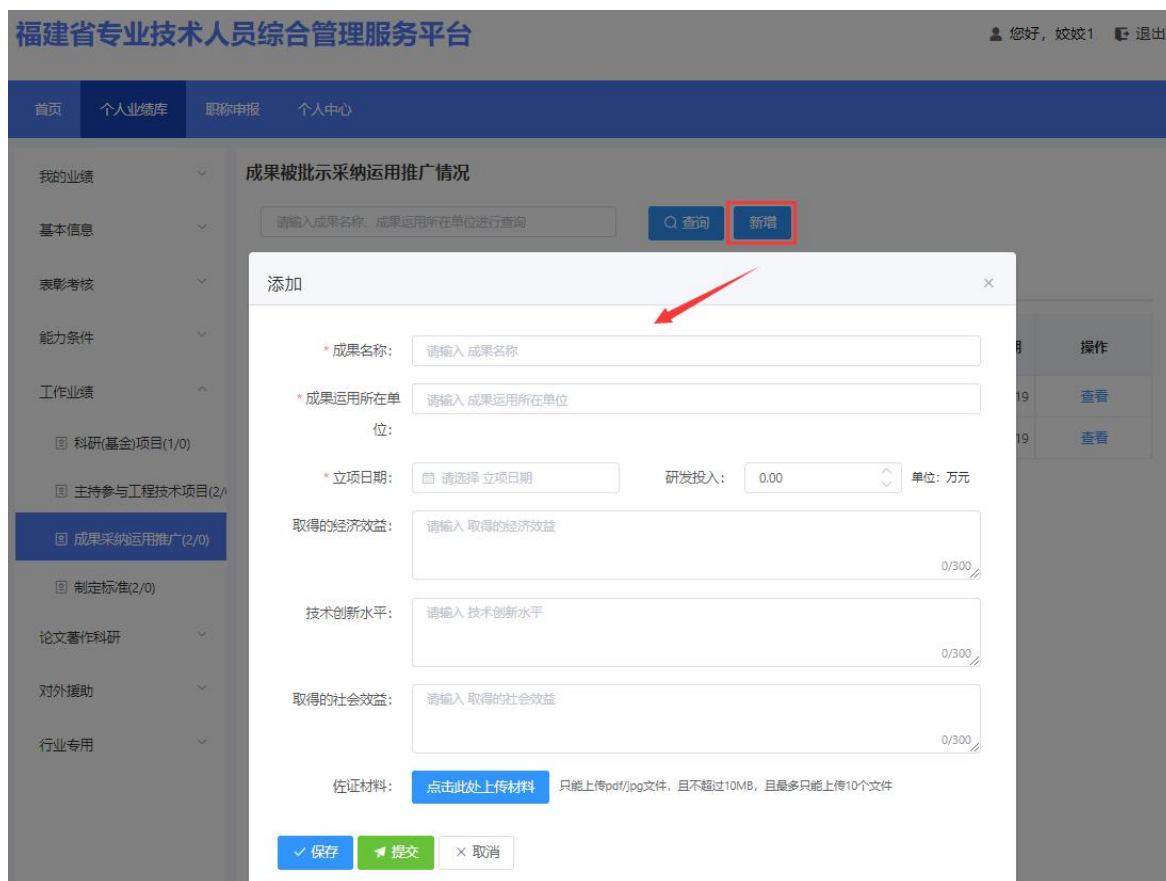 福建省专业技术人员综合管理服务平台
您好，姣姣1 退出
首页 个人业绩库 职称申报 个人中心
我的业绩
基本信息
表彰考核
能力条件
工作业绩
科研(基金)项目(1/0)
主持参与工程技术项目(2/
成果采纳运用推广(2/0)
制定标准(2/0)
论文著作科研
对外援助
行业专用
成果被批示采纳运用推广情况
请输入成果名称、成果运用所在单位进行查询 查询 新增
期 操作
19 查看
19 查看
添加
* 成果名称： 请输入 成果名称
* 成果运用所在单 请输入 成果运用所在单位
位：
* 立项日期： 请选择 立项日期 研发投入： 0.00 单位：万元
取得的经济效益： 请输入 取得的经济效益
0/300
技术创新水平： 请输入 技术创新水平
0/300
取得的社会效益： 请输入 取得的社会效益
0/300
佐证材料： 点击此处上传材料 只能上传pdf/jpg文件，且不超过10MB，且最多只能上传10个文件
保存 提交 取消